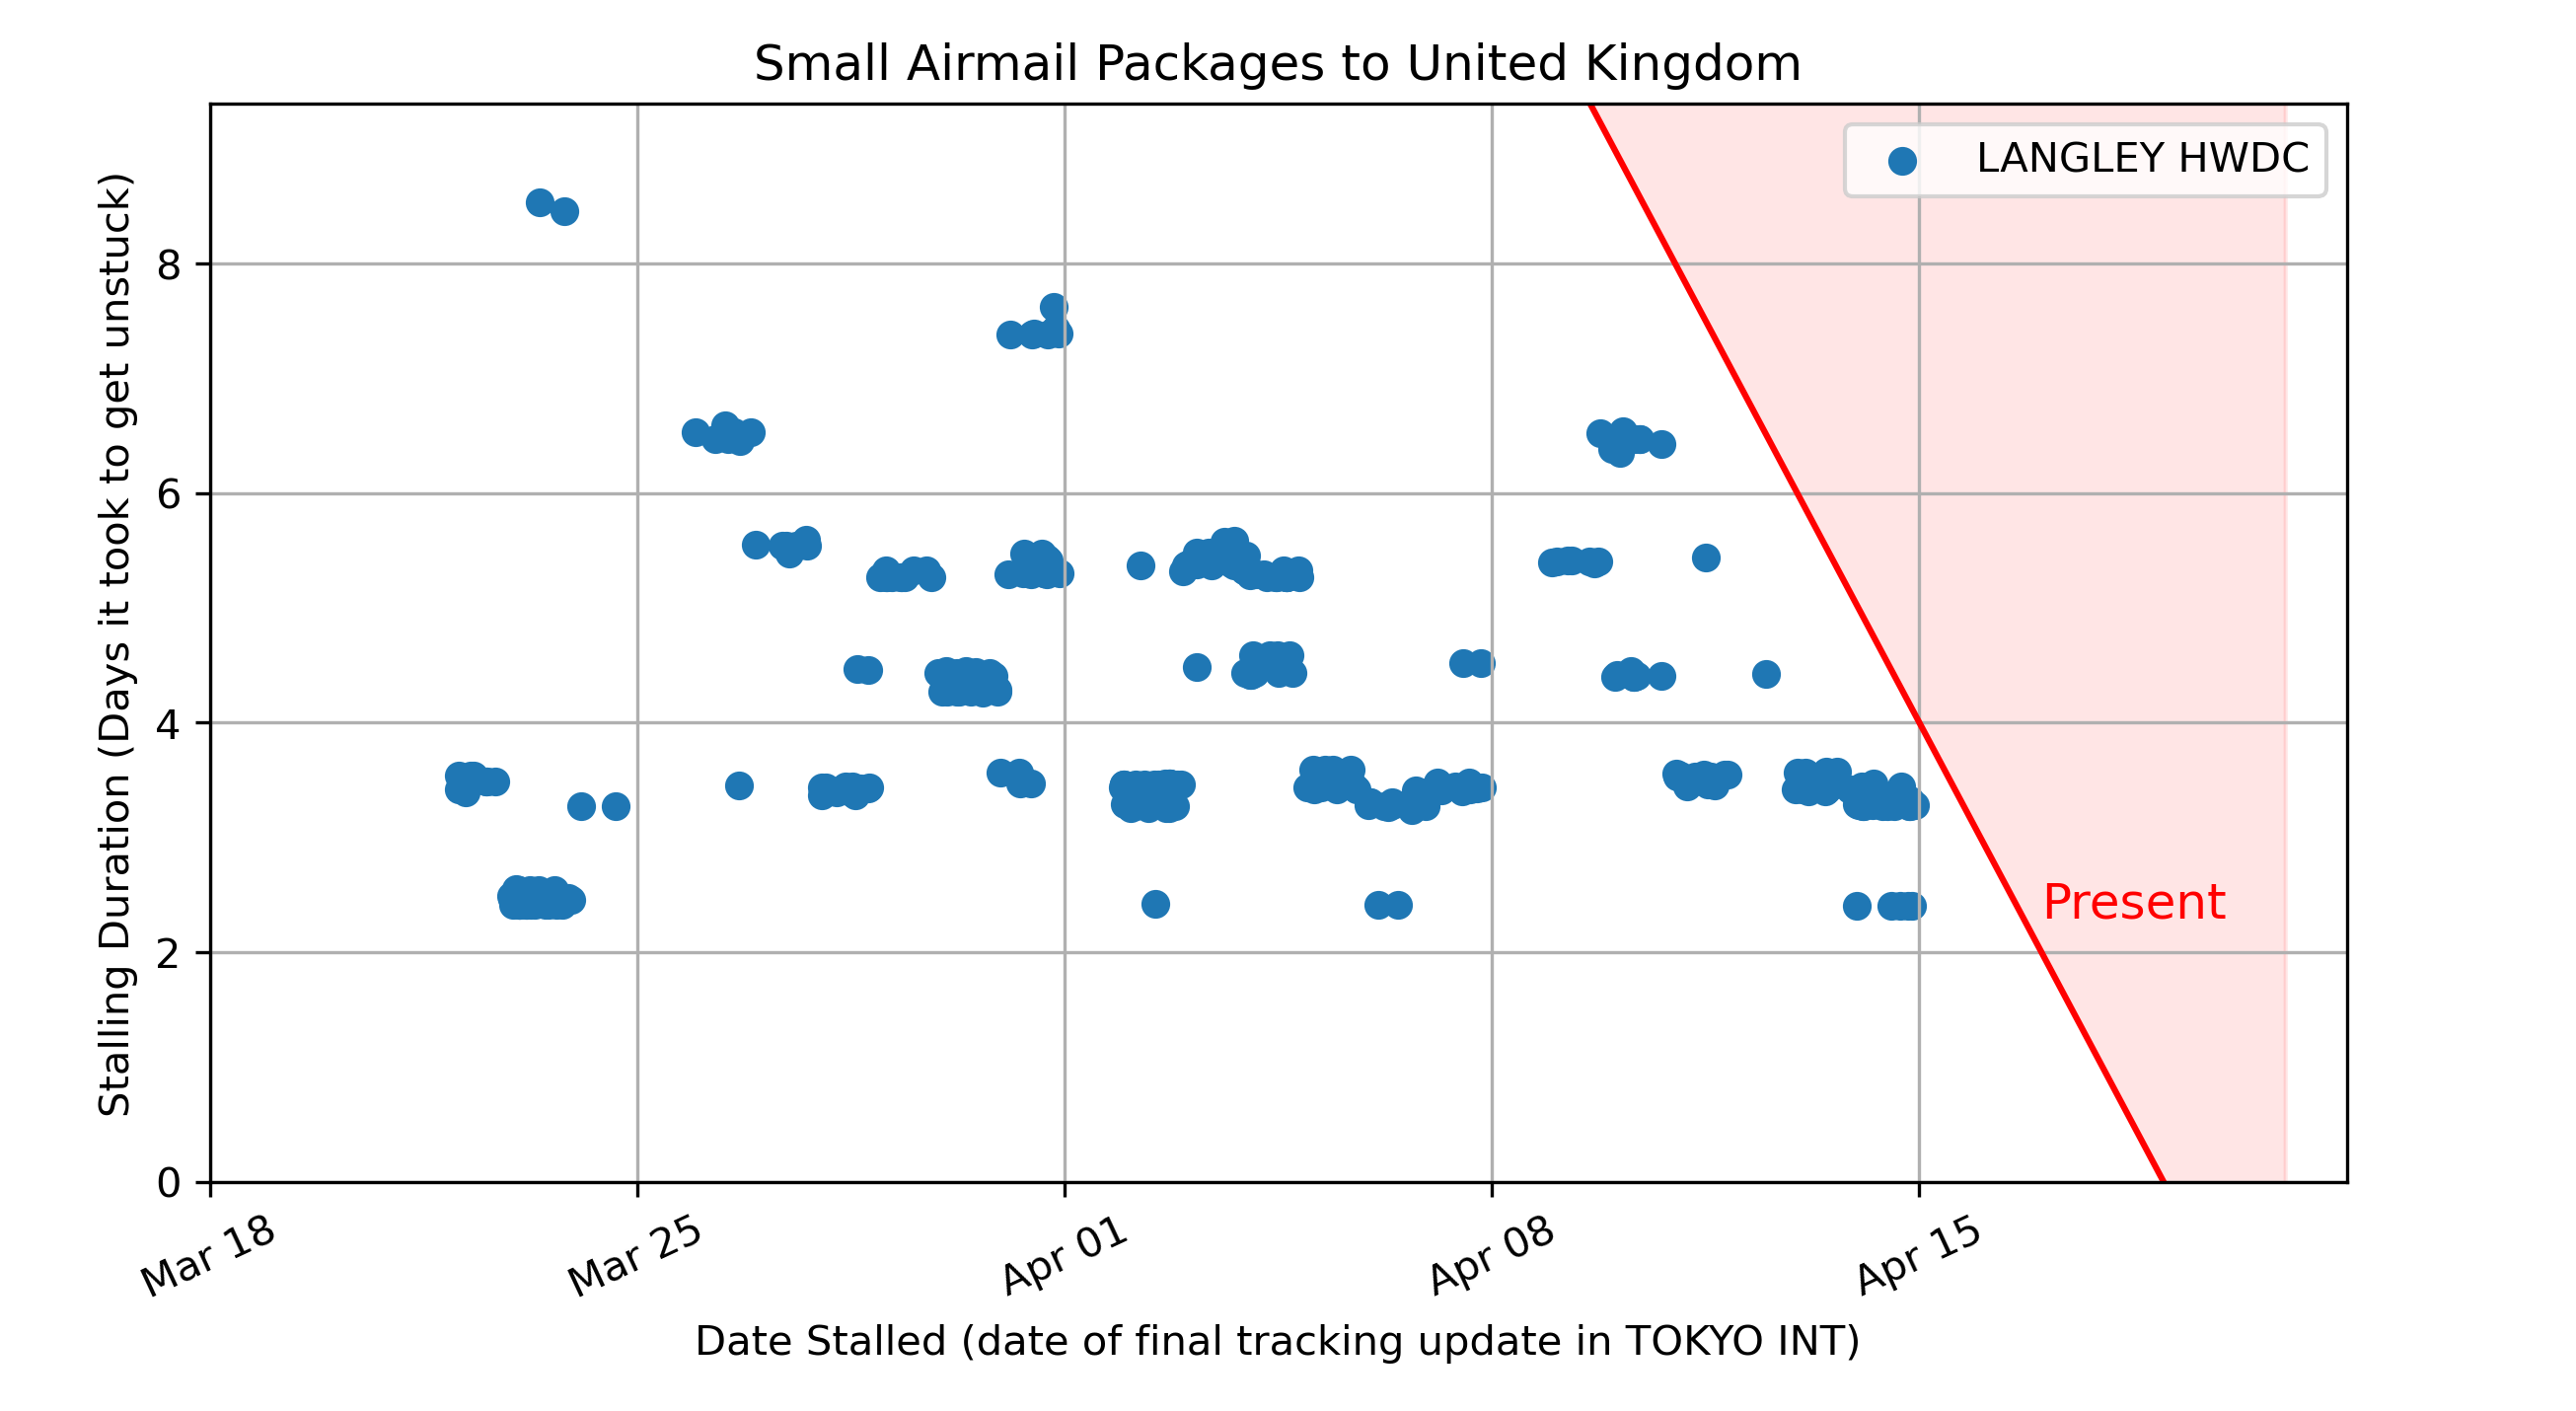 Small Airmail Packages to United Kingdom
LANGLEY HWDC
Stalling Duration (Days it took to get unstuck)
8
6
4
2
0
Present
Mar 18
Mar 25
Apr 01
Apr 08
Apr 15
Date Stalled (date of final tracking update in TOKYO INT)